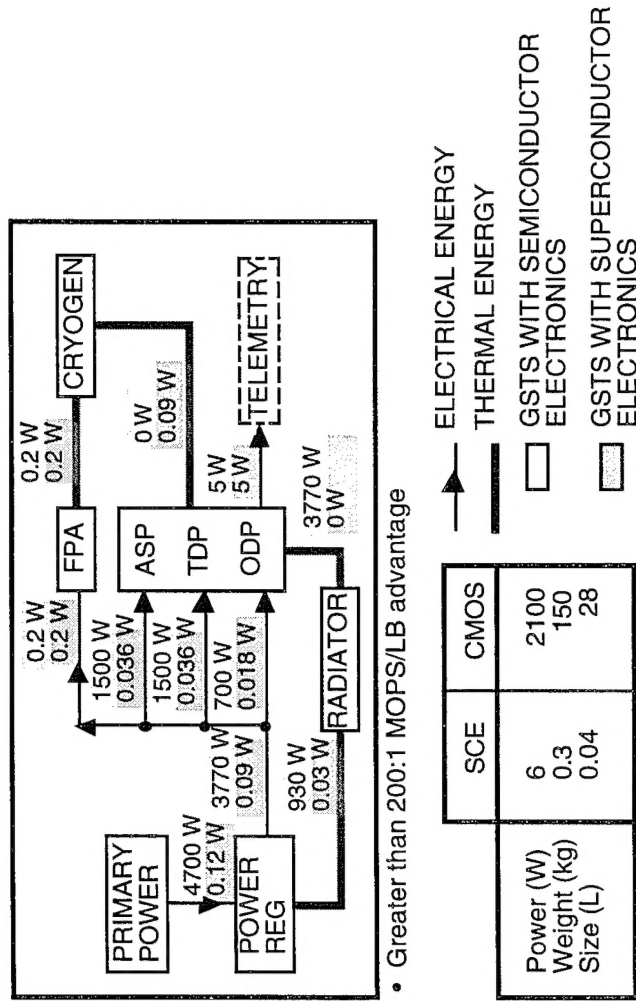 PRIMARY
POWER
4700 W
0.12 W
POWER
REG
3770 W
0.09 W
930 W
0.03 W
RADIATOR
0.2 W
0.2 W
1500 W
0.036 W
1500 W
0.036 W
700 W
0.018 W
FPA
ASP
TDP
ODP
0.2 W
0.2 W
CRYOGEN
0 W
0.09 W
5 W
5 W
TELEMETRY
3770 W
0 W
• Greater than 200:1 MOPS/LB advantage
SCE CMOS
Power (W) 6 2100
Weight (kg) 0.3 150
Size (L) 0.04 28
ELECTRICAL ENERGY
THERMAL ENERGY
GSTS WITH SEMICONDUCTOR
ELECTRONICS
GSTS WITH SUPERCONDUCTOR
ELECTRONICS